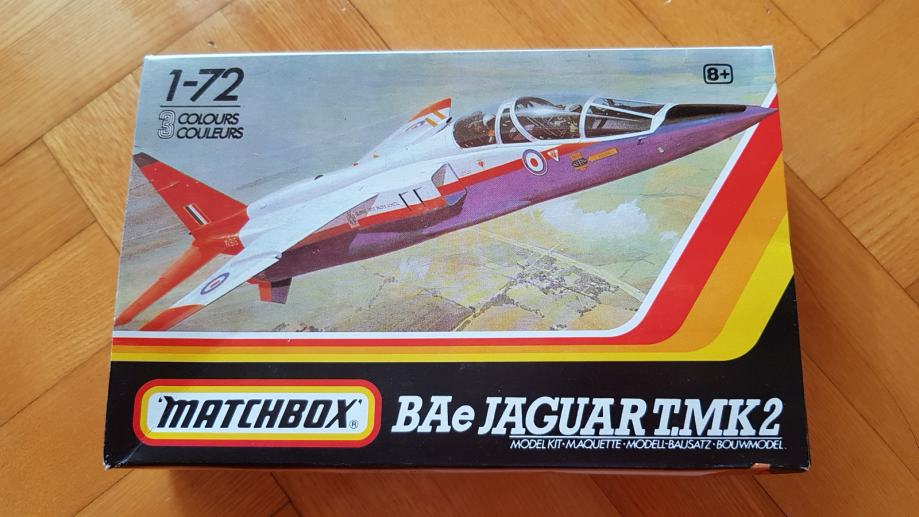 1-72
3 COLOURS
COULEURS
8+
'MATCHBOX'®
BAe JAGUAR T.MK2
MODEL KIT·MAQUETTE·MODELL-BAUSATZ·BOUWMODEL.